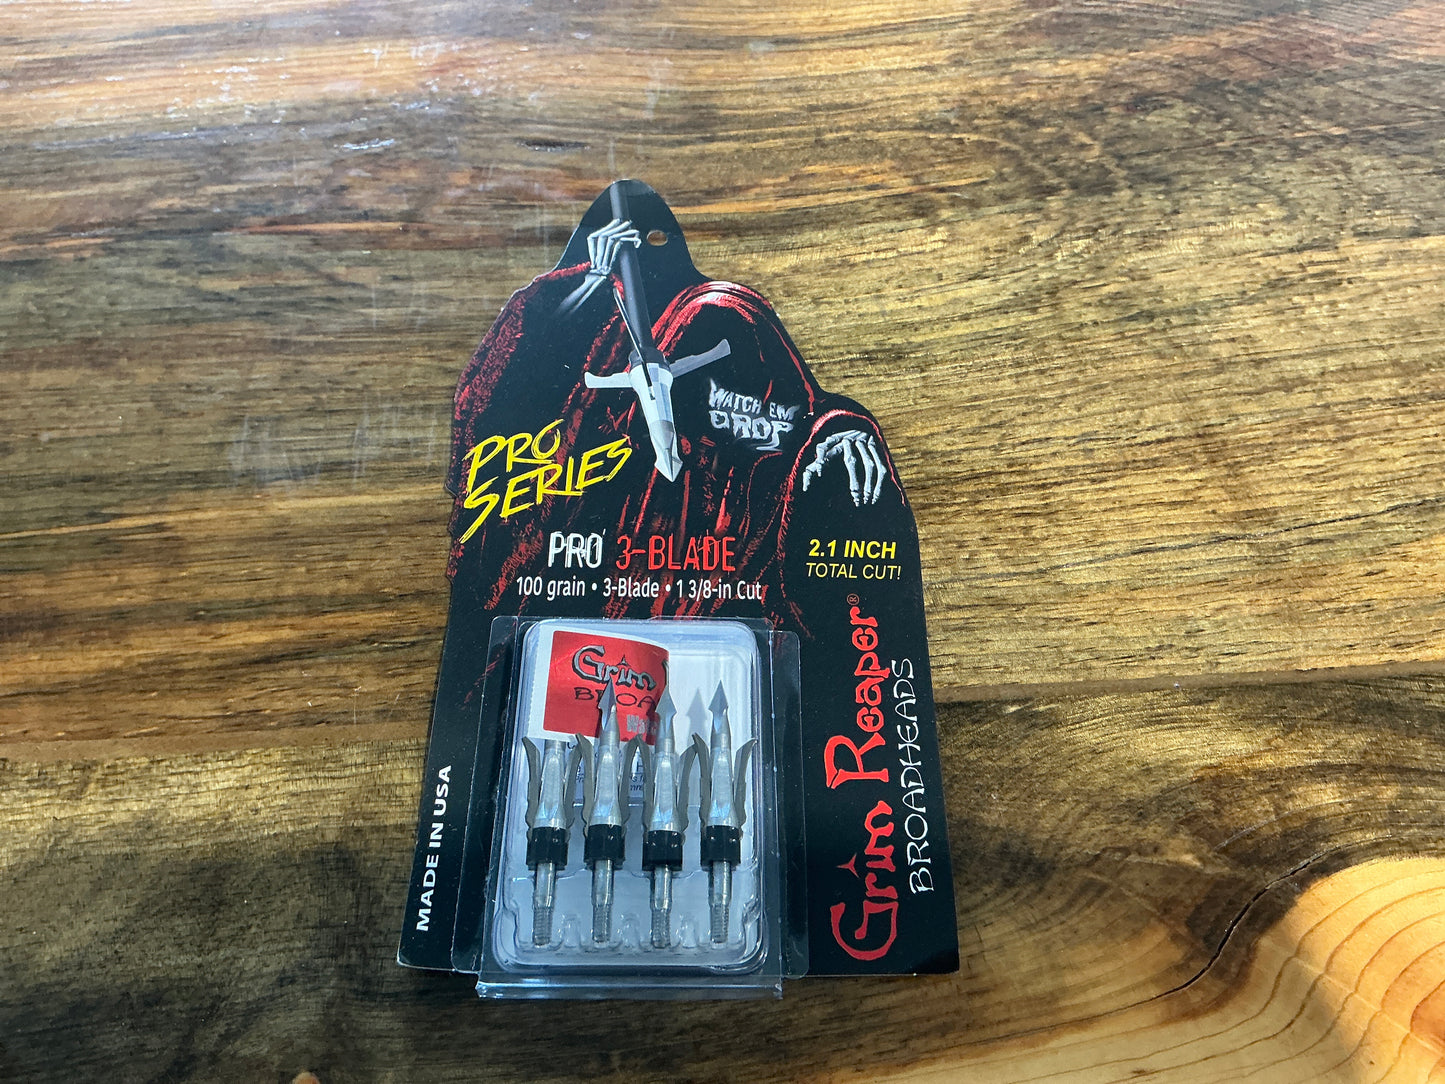 WATCH 'EM
DROP
PRO
SERIES
PRO 3-BLADE
100 grain • 3-Blade • 1 3/8-in Cut
2.1 INCH
TOTAL CUT!
Grim Reaper®
BROADHEADS
MADE IN USA
Grim